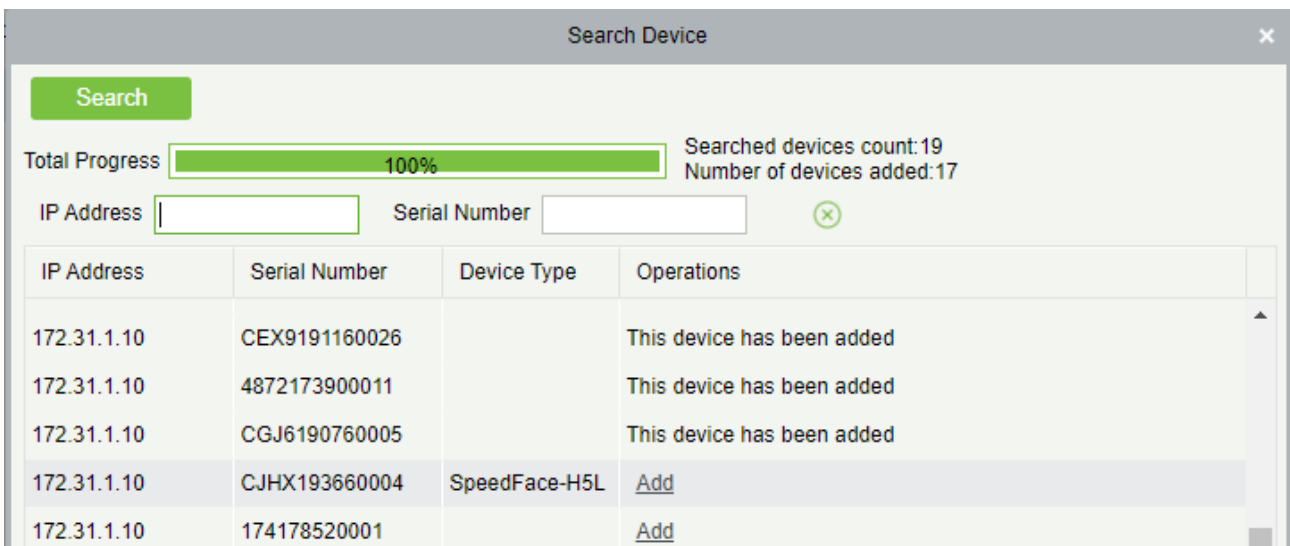 Search Device
Search
Total Progress 100% Searched devices count:19
Number of devices added:17
IP Address Serial Number
IP Address Serial Number Device Type Operations
172.31.1.10 CEX9191160026 This device has been added
172.31.1.10 4872173900011 This device has been added
172.31.1.10 CGJ6190760005 This device has been added
172.31.1.10 CJHX193660004 SpeedFace-H5L Add
172.31.1.10 174178520001 Add